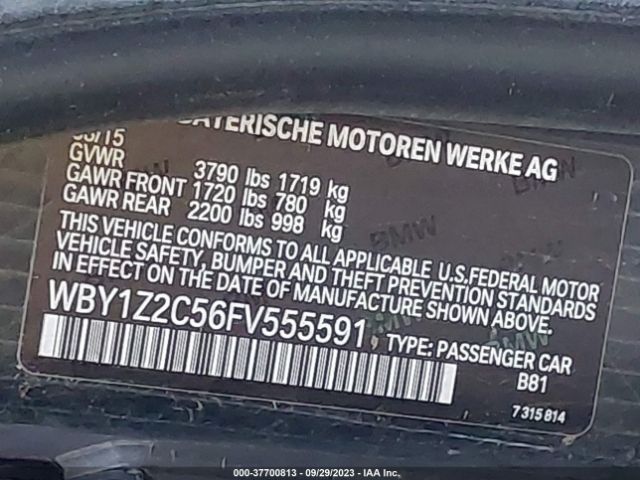 BAYERISCHE MOTOREN WERKE AG
GVWR 3790 lbs 1719 kg
GAWR FRONT 1720 lbs 780 kg
GAWR REAR 2200 lbs 998 kg
THIS VEHICLE CONFORMS TO ALL APPLICABLE U.S.FEDERAL MOTOR
VEHICLE SAFETY, BUMPER AND THEFT PREVENTION STANDARDS
IN EFFECT ON THE DATE OF MANUFACTURE SHOWN ABOVE.
WBY1Z2C56FV555591
TYPE: PASSENGER CAR
B81
7 315 814
000-37700813 - 09/29/2023 - IAA Inc.